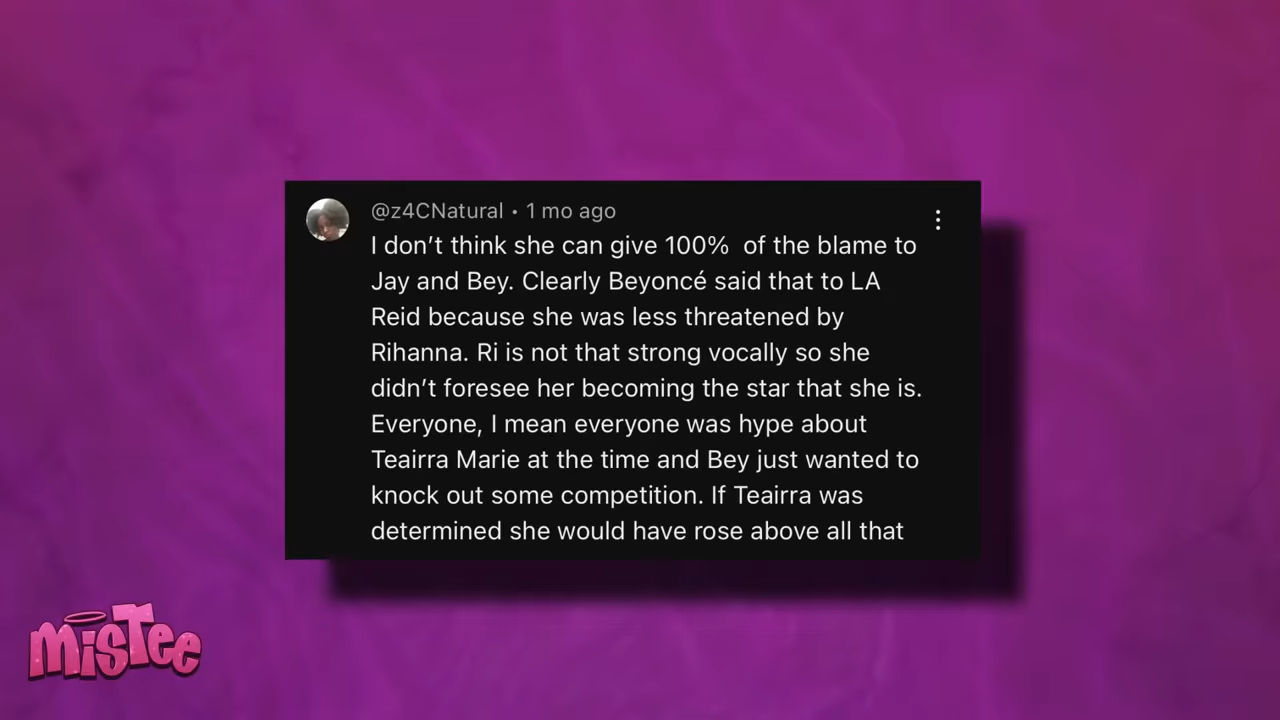 @z4CNatural • 1 mo ago
I don’t think she can give 100%  of the blame to
Jay and Bey. Clearly Beyoncé said that to LA
Reid because she was less threatened by
Rihanna. Ri is not that strong vocally so she
didn’t foresee her becoming the star that she is.
Everyone, I mean everyone was hype about
Teairra Marie at the time and Bey just wanted to
knock out some competition. If Teairra was
determined she would have rose above all that
MisTee